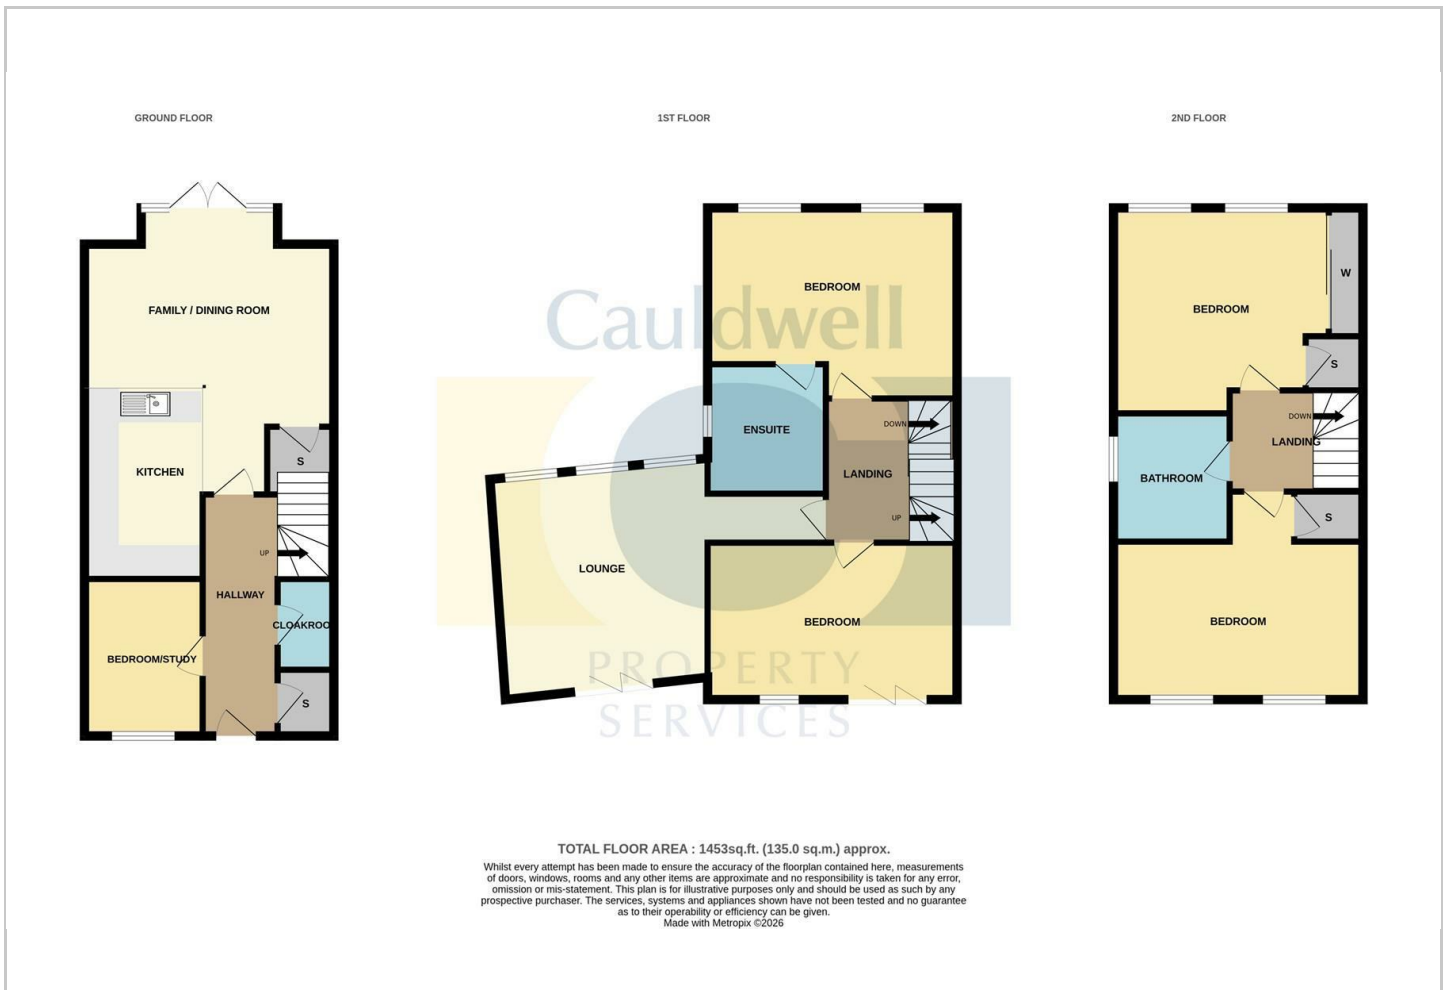 GROUND FLOOR
FAMILY / DINING ROOM
S
KITCHEN
UP
HALLWAY
CLOAKROO
BEDROOM/STUDY
S
1ST FLOOR
BEDROOM
ENSUITE
DOWN
LANDING
UP
LOUNGE
BEDROOM
2ND FLOOR
W
BEDROOM
S
DOWN
LANDING
BATHROOM
S
BEDROOM
Cauldwell
PROPERTY
SERVICES
TOTAL FLOOR AREA : 1453sq.ft. (135.0 sq.m.) approx.
Whilst every attempt has been made to ensure the accuracy of the floorplan contained here, measurements
of doors, windows, rooms and any other items are approximate and no responsibility is taken for any error,
omission or mis-statement. This plan is for illustrative purposes only and should be used as such by any
prospective purchaser. The services, systems and appliances shown have not been tested and no guarantee
as to their operability or efficiency can be given.
Made with Metropix ©2026